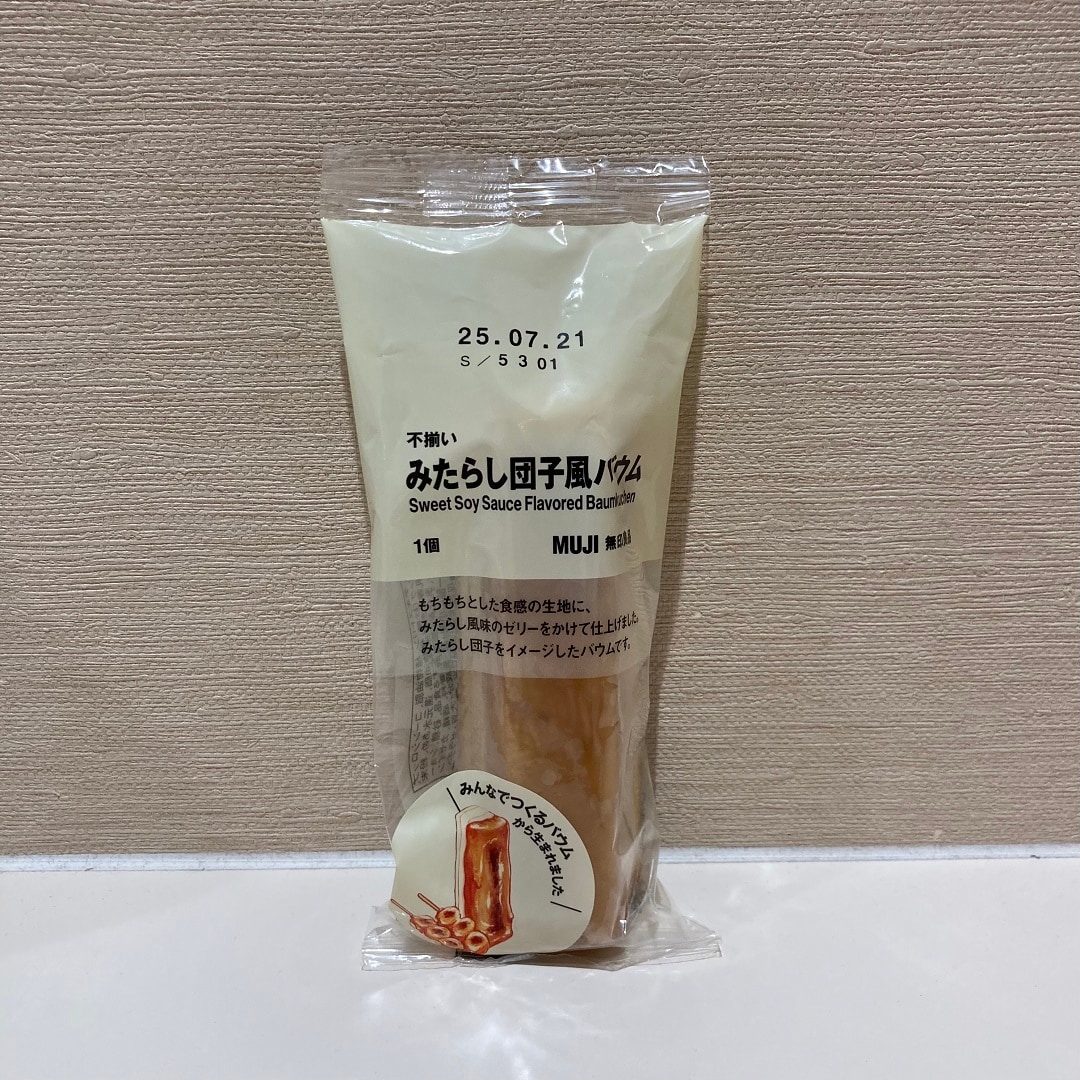 25.07.21
S/5301
不揃い
みたらし団子風バウム
Sweet Soy Sauce Flavored Baumkuchen
1個
MUJI 無印良品
もちもちとした食感の生地に、
みたらし風味のゼリーをかけて仕上げました。
みたらし団子をイメージしたバウムです。
みんなでつくるバウム
から生まれました